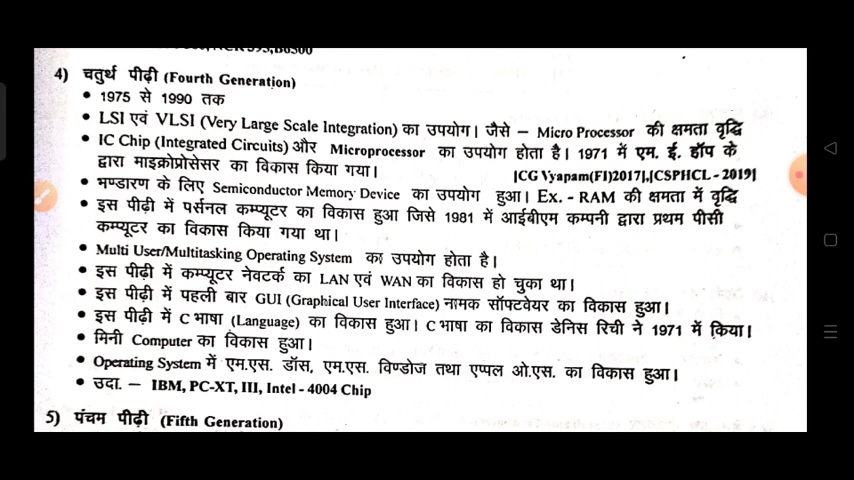 4) चतुर्थ पीढ़ी (Fourth Generation)
• 1975 से 1990 तक
• LSI एवं VLSI (Very Large Scale Integration) का उपयोग। जैसे – Micro Processor की क्षमता वृद्धि
• IC Chip (Integrated Circuits) और Microprocessor का उपयोग होता है। 1971 में एम. ई. हॉप के
द्वारा माइक्रोप्रोसेसर का विकास किया गया। [CG Vyapam(FI)2017],[CSPHCL - 2019]
• भण्डारण के लिए Semiconductor Memory Device का उपयोग हुआ। Ex. - RAM की क्षमता में वृद्धि
• इस पीढ़ी में पर्सनल कम्प्यूटर का विकास हुआ जिसे 1981 में आईबीएम कम्पनी द्वारा प्रथम पीसी
कम्प्यूटर का विकास किया गया था।
• Multi User/Multitasking Operating System का उपयोग होता है।
• इस पीढ़ी में कम्प्यूटर नेवटर्क का LAN एवं WAN का विकास हो चुका था।
• इस पीढ़ी में पहली बार GUI (Graphical User Interface) नामक सॉफ्टवेयर का विकास हुआ।
• इस पीढ़ी में C भाषा (Language) का विकास हुआ। C भाषा का विकास डेनिस रिची ने 1971 में किया।
• मिनी Computer का विकास हुआ।
• Operating System में एम.एस. डॉस, एम.एस. विण्डोज तथा एप्पल ओ.एस. का विकास हुआ।
• उदा. – IBM, PC-XT, III, Intel - 4004 Chip
5) पंचम पीढ़ी (Fifth Generation)